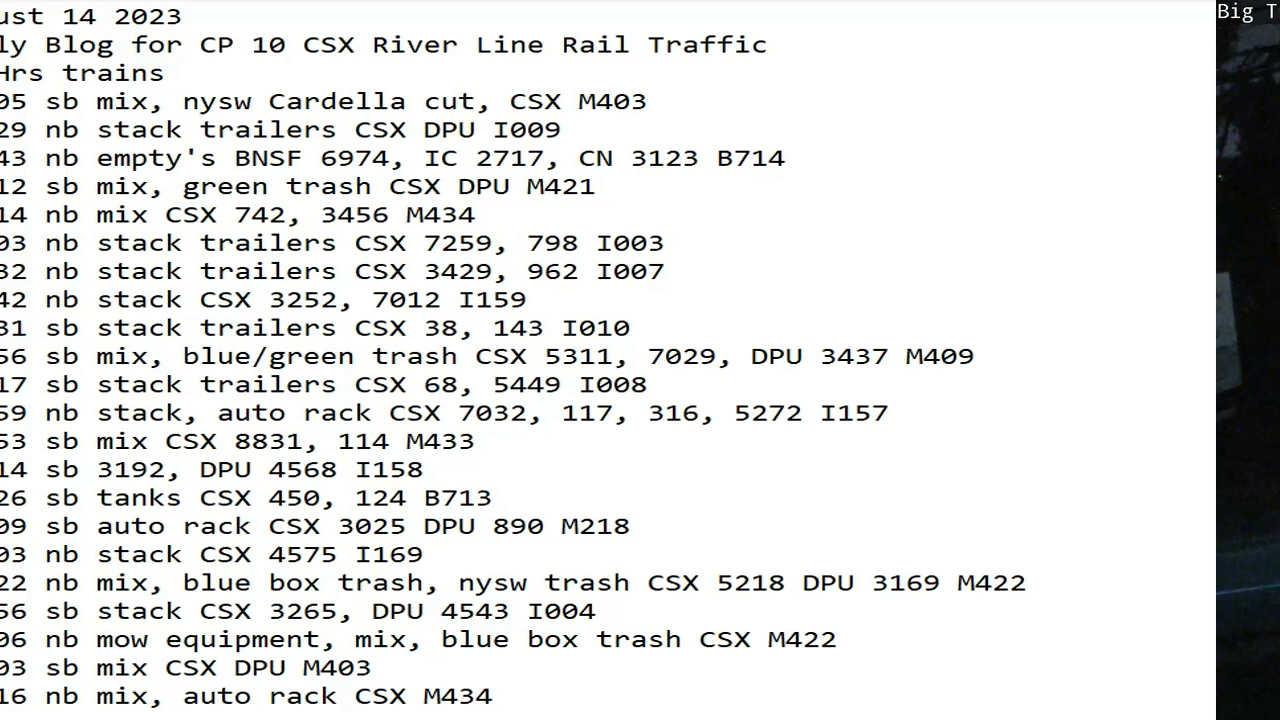 ust 14 2023
ly Blog for CP 10 CSX River Line Rail Traffic
Hrs trains
05 sb mix, nysw Cardella cut, CSX M403
29 nb stack trailers CSX DPU I009
43 nb empty's BNSF 6974, IC 2717, CN 3123 B714
12 sb mix, green trash CSX DPU M421
14 nb mix CSX 742, 3456 M434
03 nb stack trailers CSX 7259, 798 I003
32 nb stack trailers CSX 3429, 962 I007
42 nb stack CSX 3252, 7012 I159
31 sb stack trailers CSX 38, 143 I010
56 sb mix, blue/green trash CSX 5311, 7029, DPU 3437 M409
17 sb stack trailers CSX 68, 5449 I008
59 nb stack, auto rack CSX 7032, 117, 316, 5272 I157
53 sb mix CSX 8831, 114 M433
14 sb 3192, DPU 4568 I158
26 sb tanks CSX 450, 124 B713
09 sb auto rack CSX 3025 DPU 890 M218
03 nb stack CSX 4575 I169
22 nb mix, blue box trash, nysw trash CSX 5218 DPU 3169 M422
56 sb stack CSX 3265, DPU 4543 I004
06 nb mow equipment, mix, blue box trash CSX M422
03 sb mix CSX DPU M403
16 nb mix, auto rack CSX M434
Big T